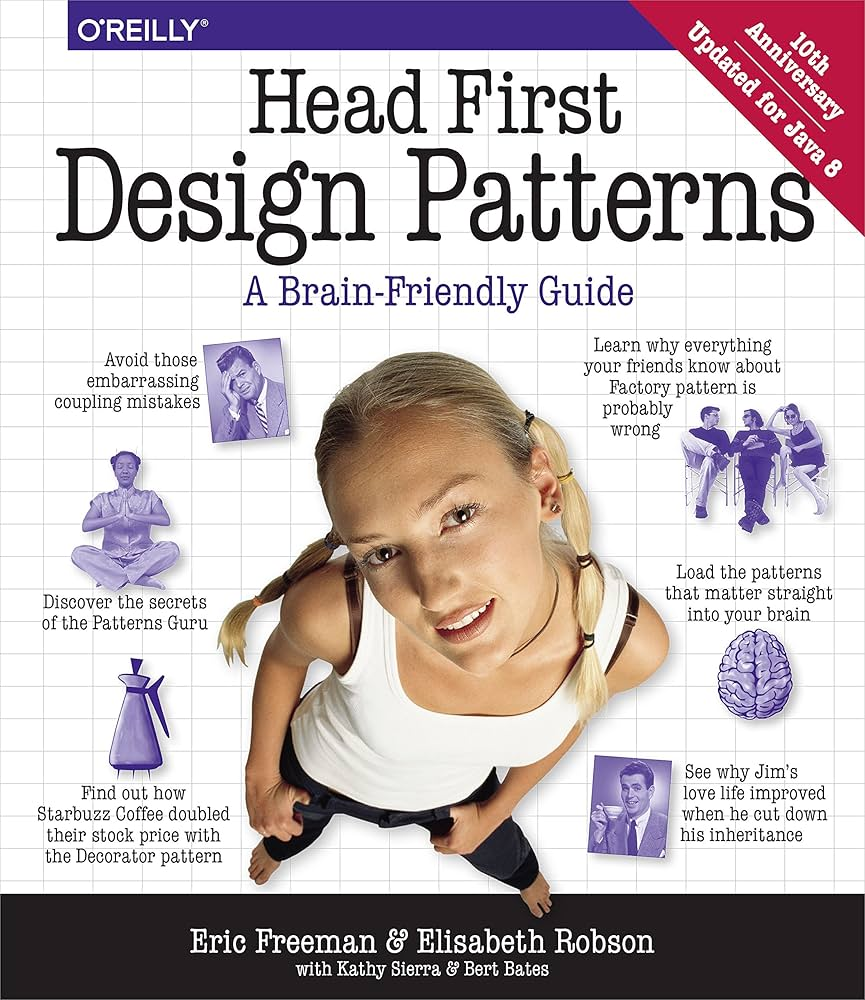 O'REILLY®
10th
Anniversary
Updated for Java 8
Head First
Design Patterns
A Brain-Friendly Guide
Avoid those
embarrassing
coupling mistakes
Learn why everything
your friends know about
Factory pattern is
probably
wrong
Discover the secrets
of the Patterns Guru
Load the patterns
that matter straight
into your brain
Find out how
Starbuzz Coffee doubled
their stock price with
the Decorator pattern
See why Jim's
love life improved
when he cut down
his inheritance
Eric Freeman & Elisabeth Robson
with Kathy Sierra & Bert Bates